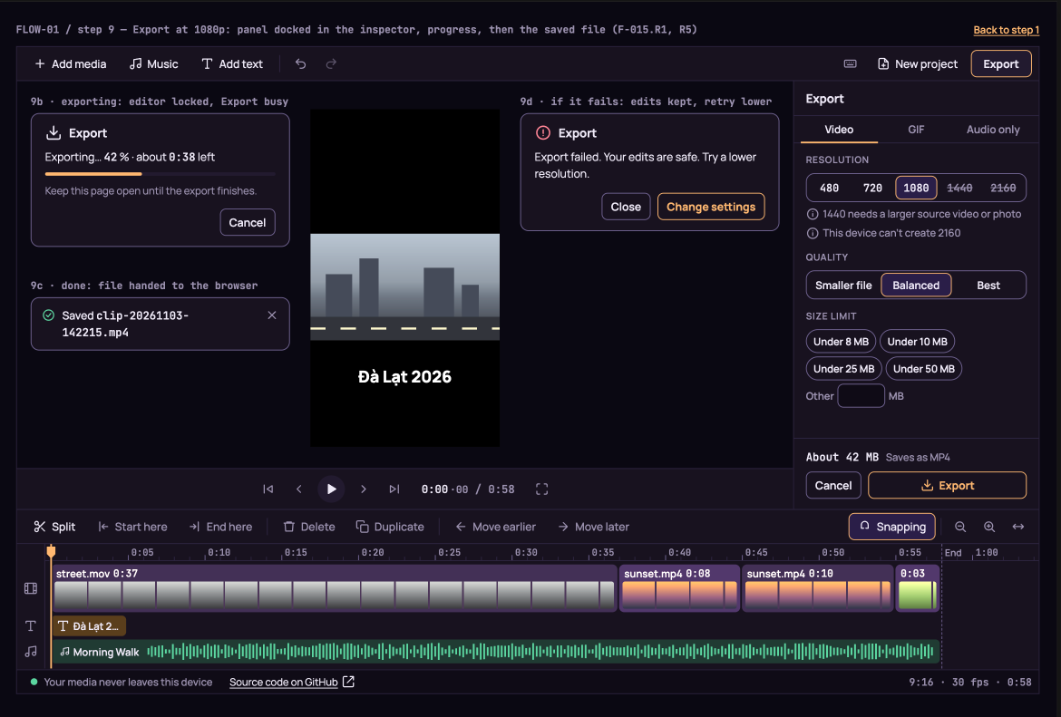 FLOW-01 / step 9 — Export at 1080p: panel docked in the inspector, progress, then the saved file (F-015.R1, R5)
Back to step 1
Add media
Music
Add text
New project
Export
9b · exporting: editor locked, Export busy
Export
Exporting… 42 % · about 0:38 left
Keep this page open until the export finishes.
Cancel
9c · done: file handed to the browser
Saved clip-20261103-
142215.mp4
Đà Lạt 2026
9d · if it fails: edits kept, retry lower
Export
Export failed. Your edits are safe. Try a lower
resolution.
Close
Change settings
Export
Video
GIF
Audio only
RESOLUTION
480
720
1080
1440
2160
1440 needs a larger source video or photo
This device can't create 2160
QUALITY
Smaller file
Balanced
Best
SIZE LIMIT
Under 8 MB
Under 10 MB
Under 25 MB
Under 50 MB
Other
MB
About 42 MB Saves as MP4
Cancel
Export
0:00.00 / 0:58
Split
Start here
End here
Delete
Duplicate
Move earlier
Move later
Snapping
0:05
0:10
0:15
0:20
0:25
0:30
0:35
0:40
0:45
0:50
0:55
End
1:00
street.mov 0:37
sunset.mp4 0:08
sunset.mp4 0:10
0:03
Đà Lạt 2…
Morning Walk
Your media never leaves this device
Source code on GitHub
9:16 · 30 fps · 0:58